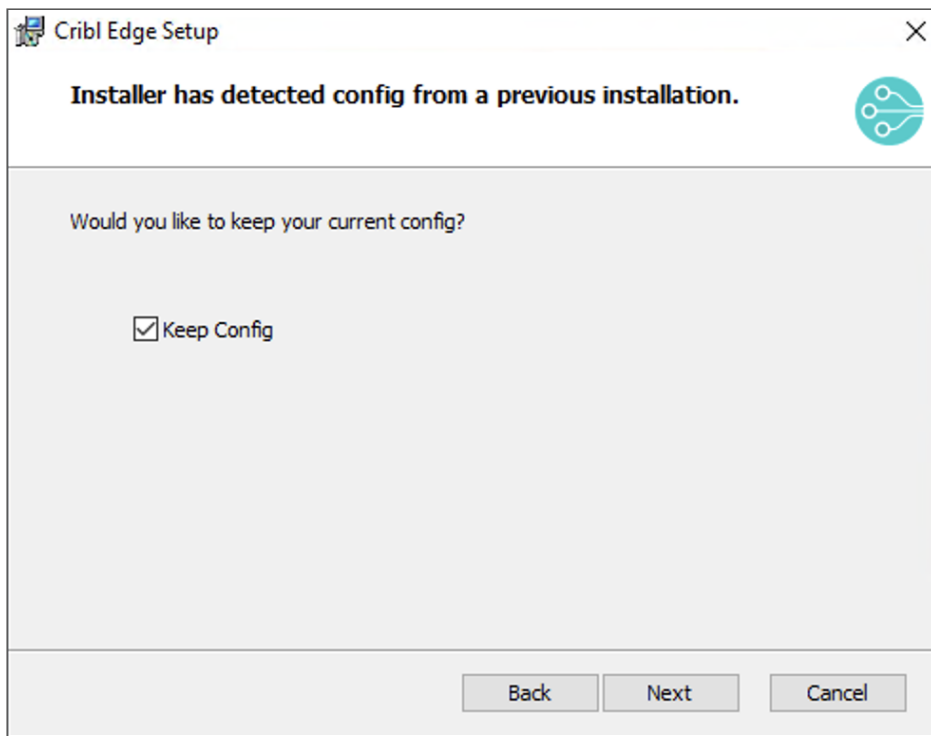 Cribl Edge Setup
Installer has detected config from a previous installation.
Would you like to keep your current config?
Keep Config
Back
Next
Cancel